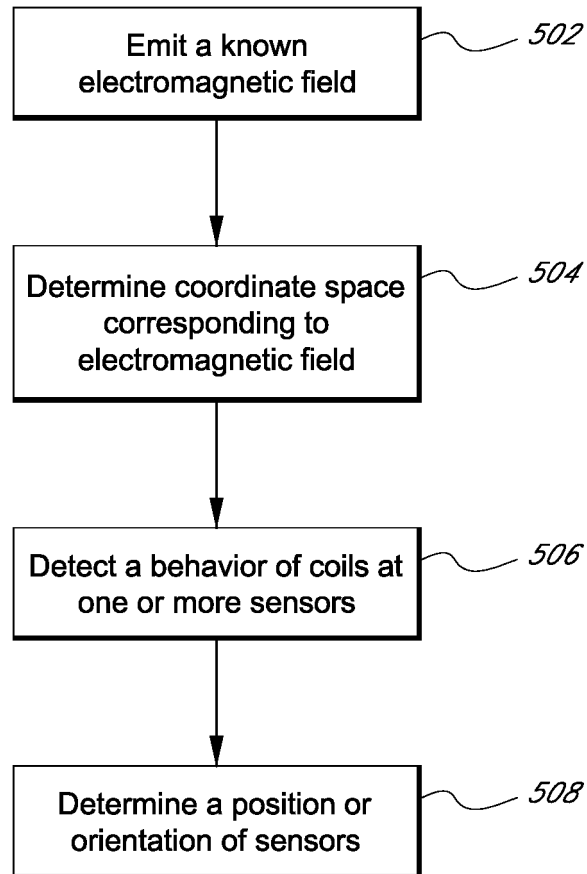 Emit a known
electromagnetic field
502
Determine coordinate space
corresponding to
electromagnetic field
504
Detect a behavior of coils at
one or more sensors
506
Determine a position or
orientation of sensors
508